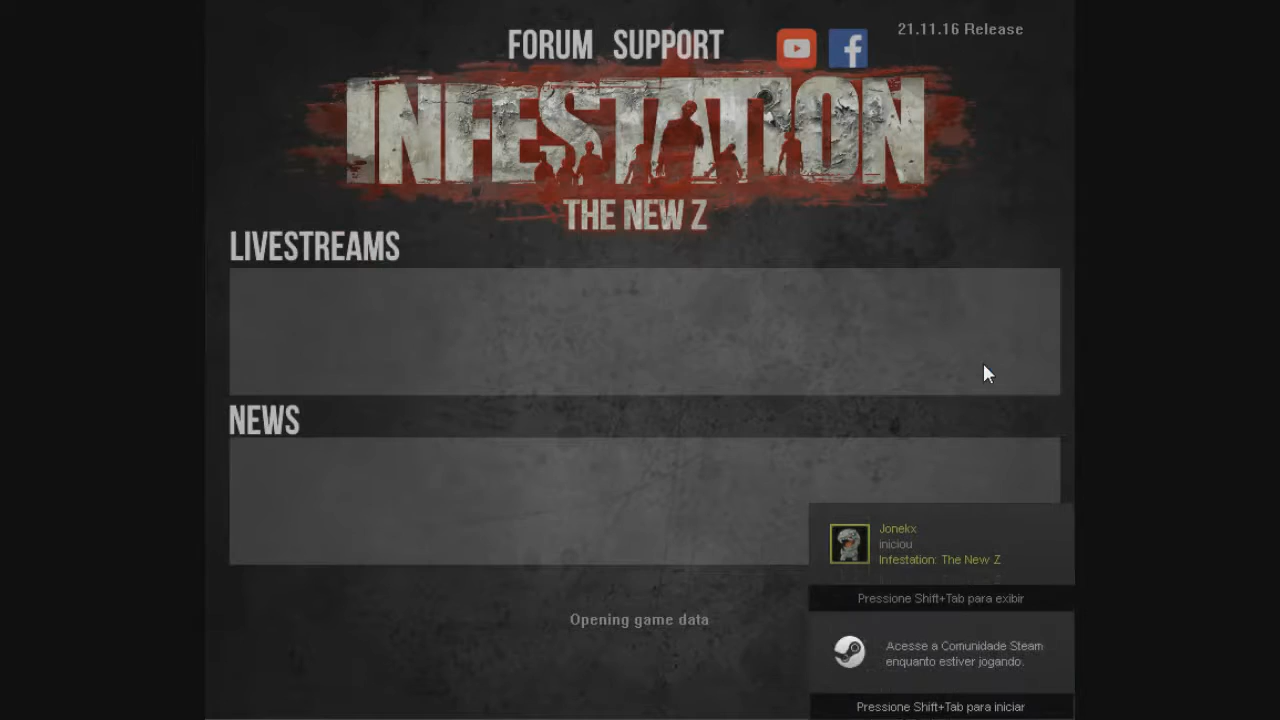 FORUM SUPPORT
21.11.16 Release
INFESTATION
THE NEW Z
LIVESTREAMS
NEWS
Jonekx
iniciou
Infestation: The New Z
Pressione Shift+Tab para exibir
Opening game data
Acesse a Comunidade Steam
enquanto estiver jogando.
Pressione Shift+Tab para iniciar